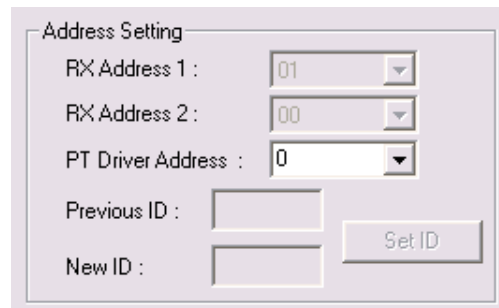 Address Setting
RX Address 1 : 01
RX Address 2 : 00
PT Driver Address : 0
Previous ID :
Set ID
New ID :